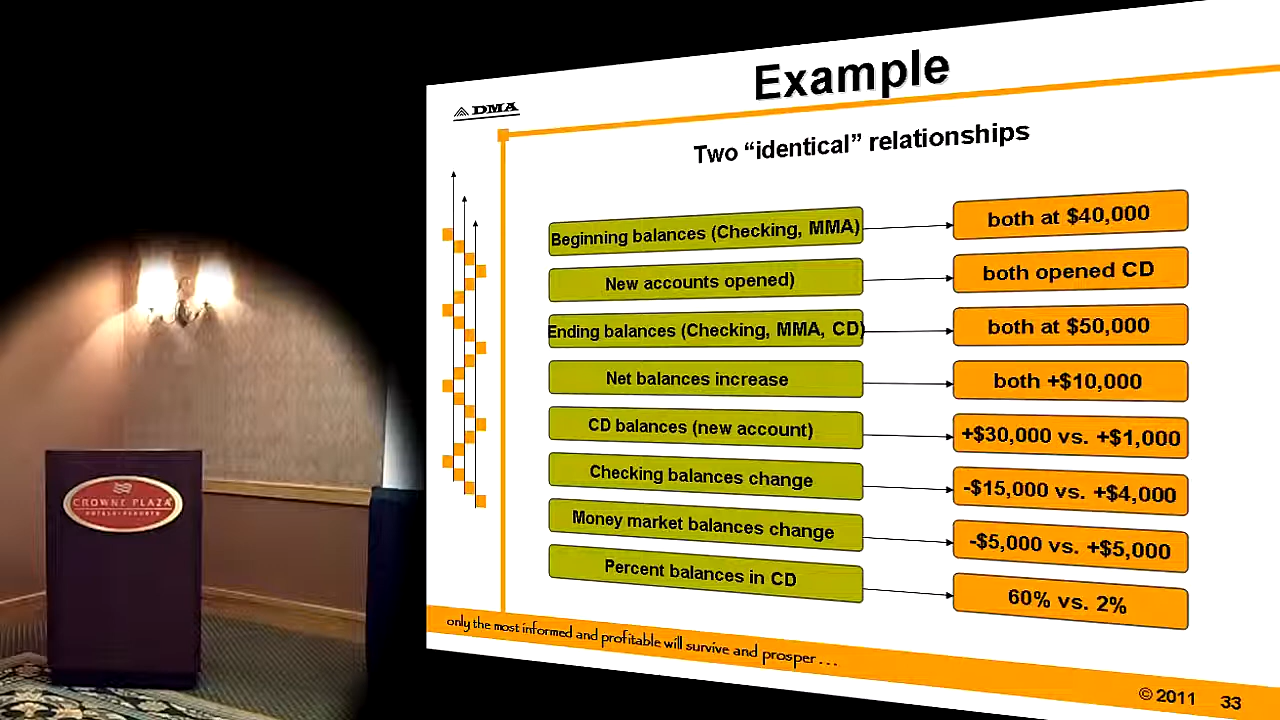 Example
DMA
Two “identical” relationships
Beginning balances (Checking, MMA)
both at $40,000
New accounts opened)
both opened CD
Ending balances (Checking, MMA, CD)
both at $50,000
Net balances increase
both +$10,000
CD balances (new account)
+$30,000 vs. +$1,000
Checking balances change
-$15,000 vs. +$4,000
Money market balances change
-$5,000 vs. +$5,000
Percent balances in CD
60% vs. 2%
CROWNE PLAZA
HOTELS • RESORTS
only the most informed and profitable will survive and prosper . . .
© 2011 33